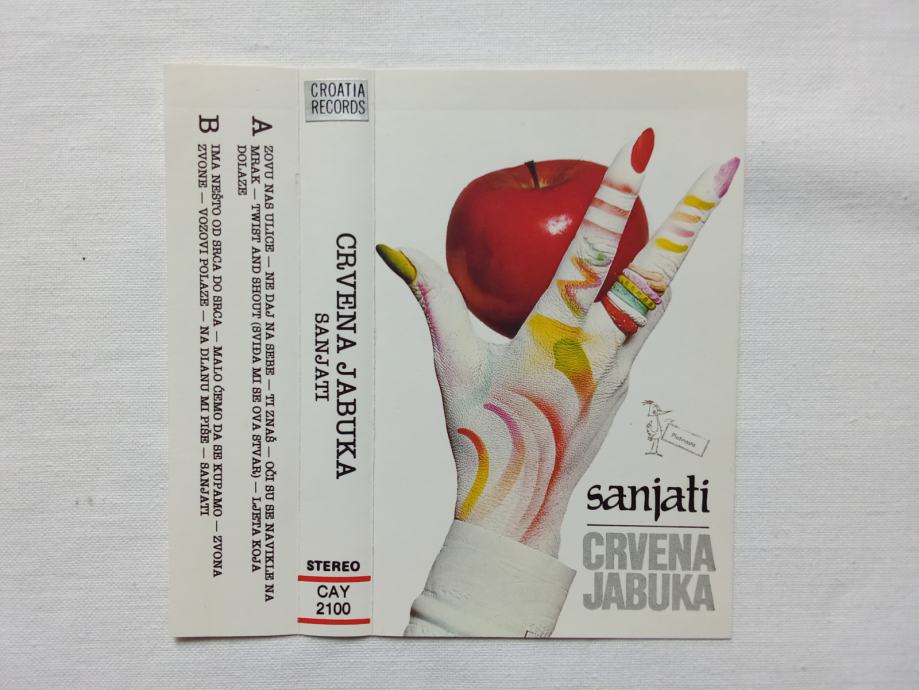 B
IMA NEŠTO OD SRCA DO SRCA — MALO ĆEMO DA SE KUPAMO — ZVONA
ZVONE — VOZOVI POLAZE — NA DLANU MI PIŠE — SANJATI
A
ZOVU NAS ULICE — NE DAJ NA SEBE — TI ZNAŠ — OČI SU SE NAVIKLE NA
MRAK — TWIST AND SHOUT (SVIĐA MI SE OVA STVAR) — LJETA KOJA
DOLAZE
CROATIA
RECORDS
CRVENA JABUKA
SANJATI
STEREO
CAY
2100
sanjati
CRVENA
JABUKA